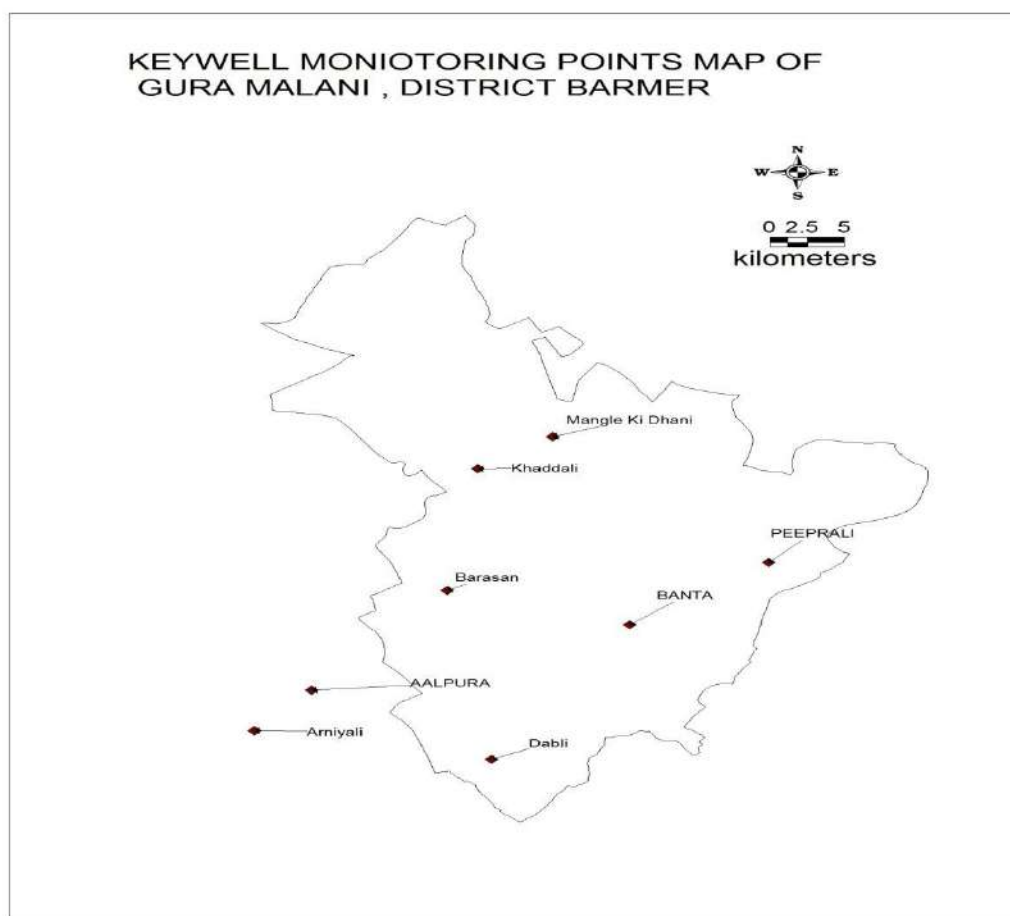 KEYWELL MONIOTORING POINTS MAP OF
GURA MALANI , DISTRICT BARMER
N
W E
S
0 2.5 5
kilometers
Mangle Ki Dhani
Khaddali
PEEPRALI
Barasan
BANTA
AALPURA
Arniyali
Dabli